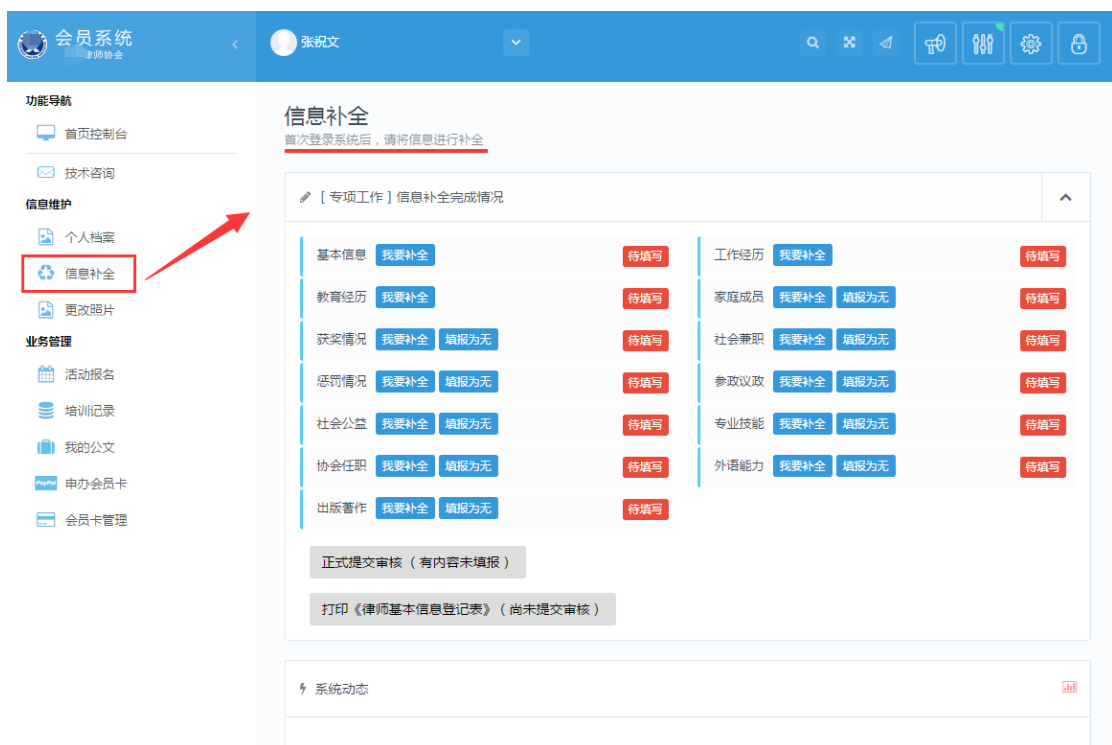 会员系统
律师协会
张祝文
功能导航
首页控制台
技术咨询
信息维护
个人档案
信息补全
更改照片
业务管理
活动报名
培训记录
我的公文
PayPal 申办会员卡
会员卡管理
信息补全
首次登录系统后，请将信息进行补全
[ 专项工作 ] 信息补全完成情况
基本信息 我要补全 待填写 工作经历 我要补全 待填写
教育经历 我要补全 待填写 家庭成员 我要补全 填报为无 待填写
获奖情况 我要补全 填报为无 待填写 社会兼职 我要补全 填报为无 待填写
惩罚情况 我要补全 填报为无 待填写 参政议政 我要补全 填报为无 待填写
社会公益 我要补全 填报为无 待填写 专业技能 我要补全 填报为无 待填写
协会任职 我要补全 填报为无 待填写 外语能力 我要补全 填报为无 待填写
出版著作 我要补全 填报为无 待填写
正式提交审核 （ 有内容未填报 ）
打印《律师基本信息登记表》（ 尚未提交审核 ）
系统动态